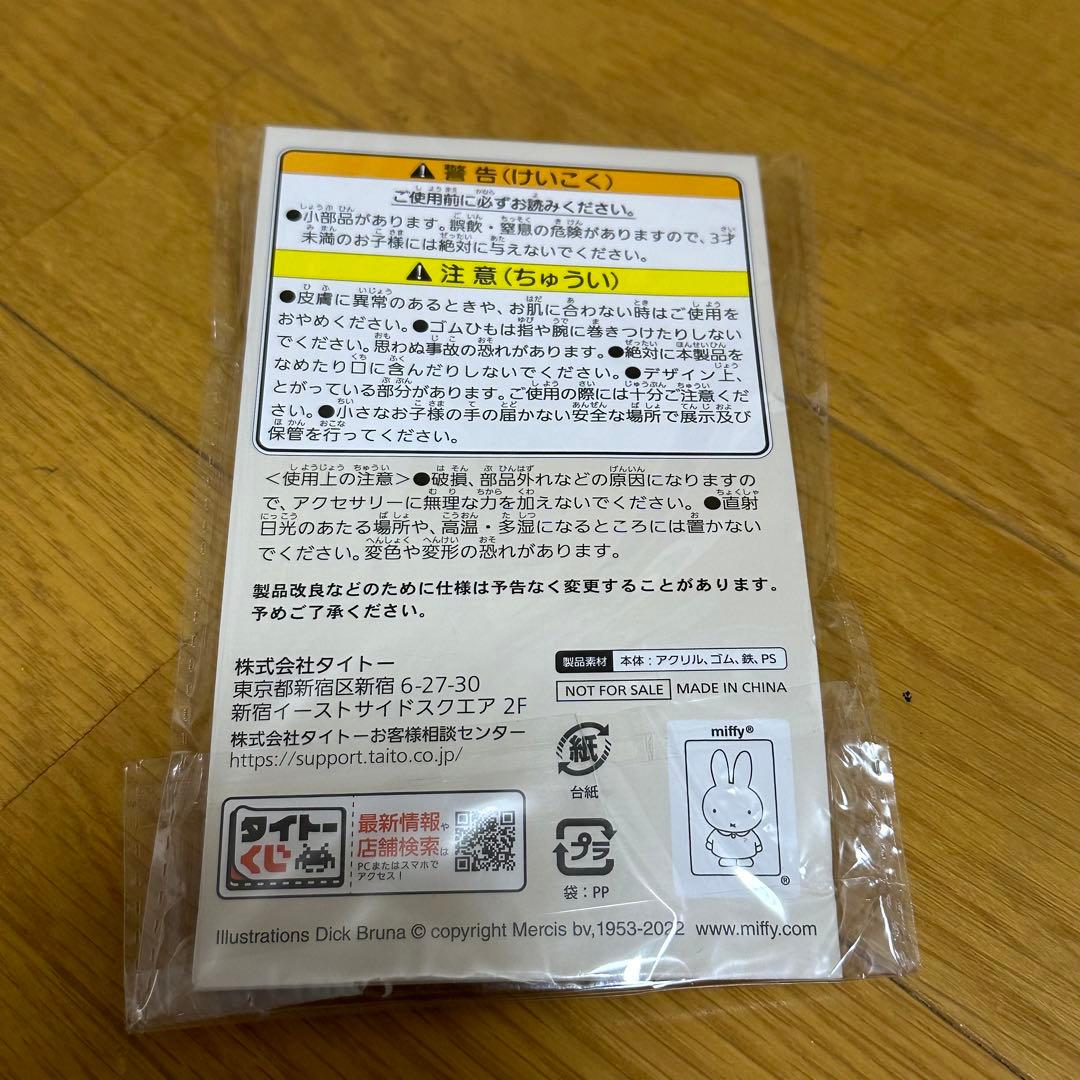 ⚠ 警告(けいこく)
ご使用前に必ずお読みください。
●小部品があります。誤飲・窒息の危険がありますので、3才
未満のお子様には絶対に与えないでください。
⚠ 注意(ちゅうい)
●皮膚に異常のあるときや、お肌に合わない時はご使用を
おやめください。●ゴムひもは指や腕に巻きつけたりしない
でください。思わぬ事故の恐れがあります。●絶対に本製品を
なめたり口に含んだりしないでください。●デザイン上、
とがっている部分があります。ご使用の際には十分ご注意くだ
さい。●小さなお子様の手の届かない安全な場所で展示及び
保管を行ってください。
<使用上の注意>●破損、部品外れなどの原因になりますの
で、アクセサリーに無理な力を加えないでください。●直射
日光のあたる場所や、高温・多湿になるところには置かない
でください。変色や変形の恐れがあります。
製品改良などのために仕様は予告なく変更することがあります。
予めご了承ください。
株式会社タイトー
東京都新宿区新宿 6-27-30
新宿イーストサイドスクエア 2F
株式会社タイトーお客様相談センター
https://support.taito.co.jp/
製品素材 本体:アクリル、ゴム、鉄、PS
NOT FOR SALE MADE IN CHINA
紙
台紙
プラ
袋:PP
miffy®
®
タイトー
くじ
最新情報や
店舗検索は
PCまたはスマホで
アクセス!
Illustrations Dick Bruna © copyright Mercis bv,1953-2022 www.miffy.com